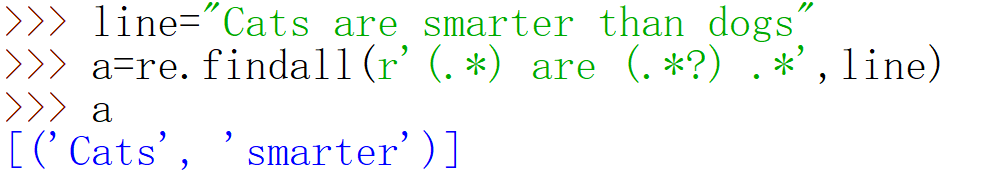 >>> line="Cats are smarter than dogs"
>>> a=re.findall(r'(.*) are (.*?) .*',line)
>>> a
[('Cats', 'smarter')]